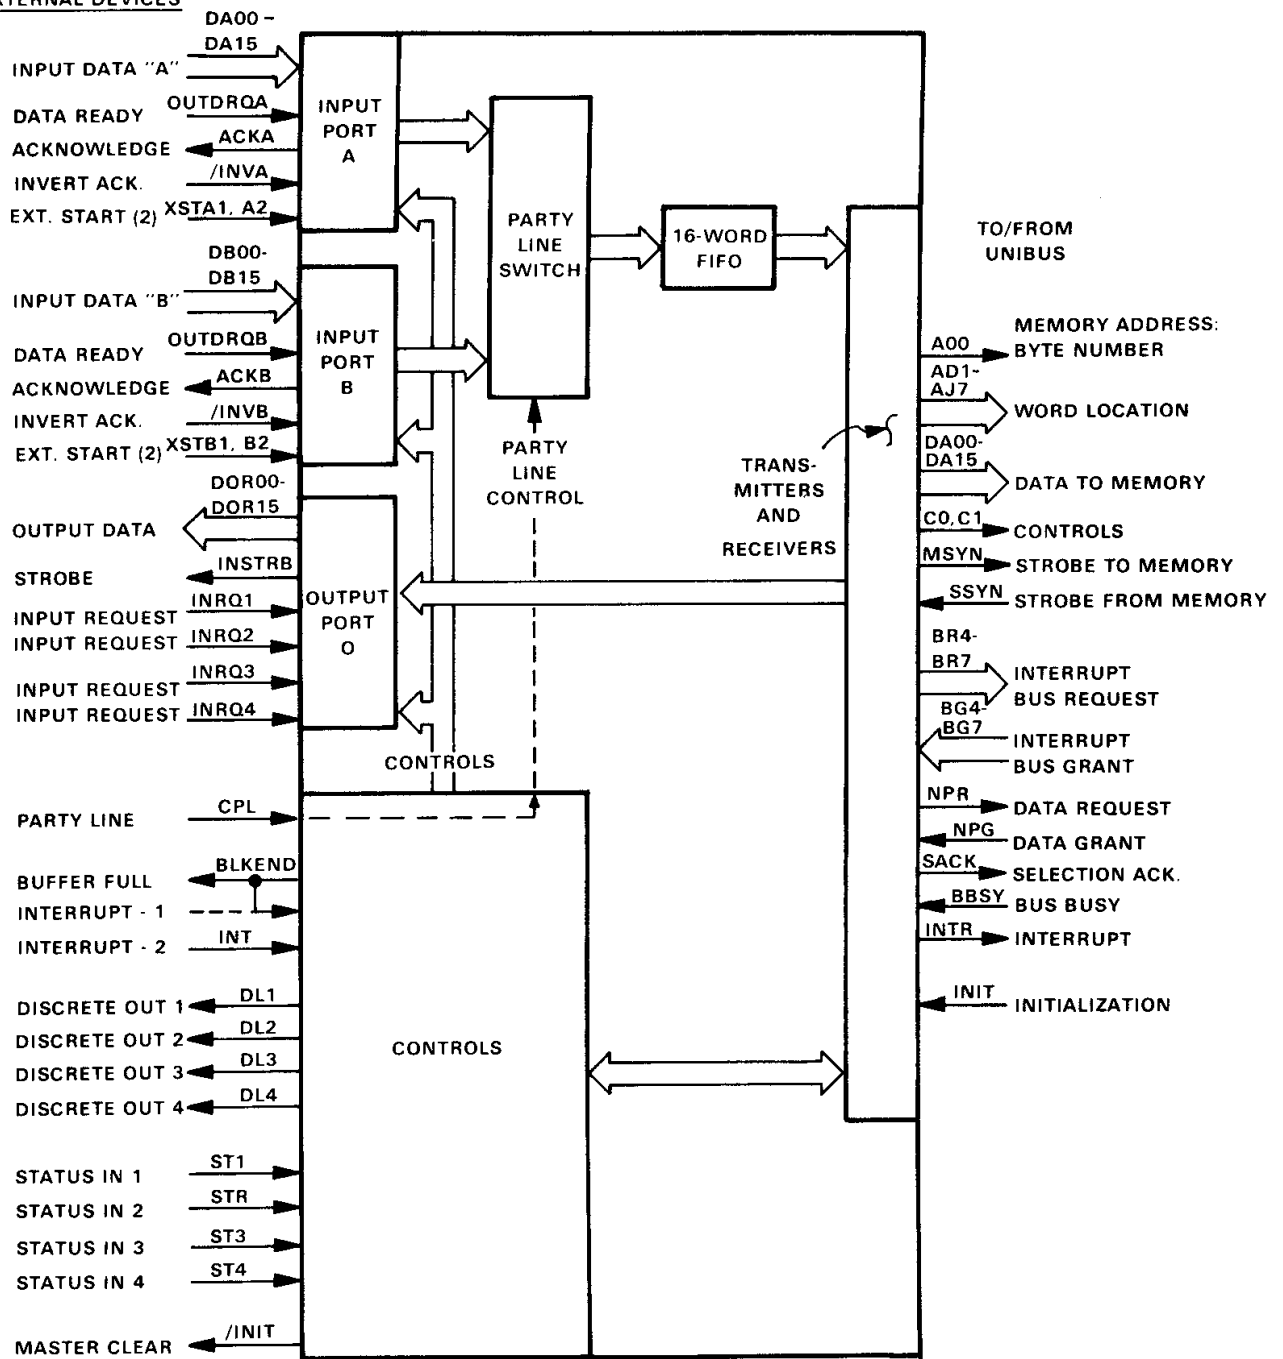 TERNAL DEVICES
DA00 –
DA15
INPUT DATA "A"
OUTDRQA
DATA READY
ACKA
ACKNOWLEDGE
/INVA
INVERT ACK.
XSTA1, A2
EXT. START (2)
INPUT
PORT
A
DB00-
DB15
INPUT DATA "B"
OUTDRQB
DATA READY
ACKB
ACKNOWLEDGE
/INVB
INVERT ACK.
XSTB1, B2
EXT. START (2)
INPUT
PORT
B
DOR00-
DOR15
OUTPUT DATA
INSTRB
STROBE
INRQ1
INPUT REQUEST
INRQ2
INPUT REQUEST
INRQ3
INPUT REQUEST
INRQ4
INPUT REQUEST
OUTPUT
PORT
O
CONTROLS
PARTY
LINE
SWITCH
PARTY
LINE
CONTROL
16-WORD
FIFO
TRANS-
MITTERS
AND
RECEIVERS
CPL
PARTY LINE
BLKEND
BUFFER FULL
INTERRUPT - 1
INT
INTERRUPT - 2
DL1
DISCRETE OUT 1
DL2
DISCRETE OUT 2
DL3
DISCRETE OUT 3
DL4
DISCRETE OUT 4
ST1
STATUS IN 1
STR
STATUS IN 2
ST3
STATUS IN 3
ST4
STATUS IN 4
/INIT
MASTER CLEAR
CONTROLS
TO/FROM
UNIBUS
MEMORY ADDRESS:
A00
BYTE NUMBER
AD1-
AJ7
WORD LOCATION
DA00-
DA15
DATA TO MEMORY
C0, C1
CONTROLS
MSYN
STROBE TO MEMORY
SSYN
STROBE FROM MEMORY
BR4-
BR7
INTERRUPT
BUS REQUEST
BG4-
BG7
INTERRUPT
BUS GRANT
NPR
DATA REQUEST
NPG
DATA GRANT
SACK
SELECTION ACK.
BBSY
BUS BUSY
INTR
INTERRUPT
INIT
INITIALIZATION